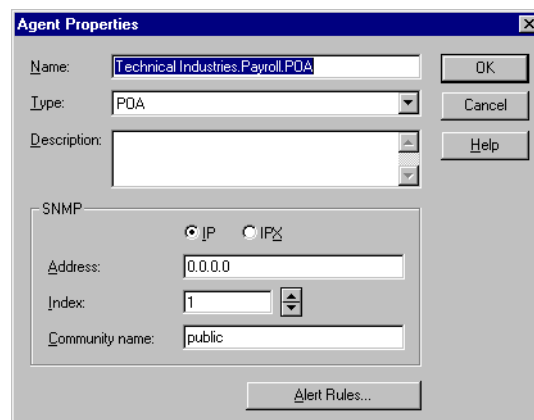 Agent Properties
Name: Technical Industries.Payroll.POA OK
Type: POA Cancel
Description: Help
SNMP
IP IPX
Address: 0.0.0.0
Index: 1
Community name: public
Alert Rules...